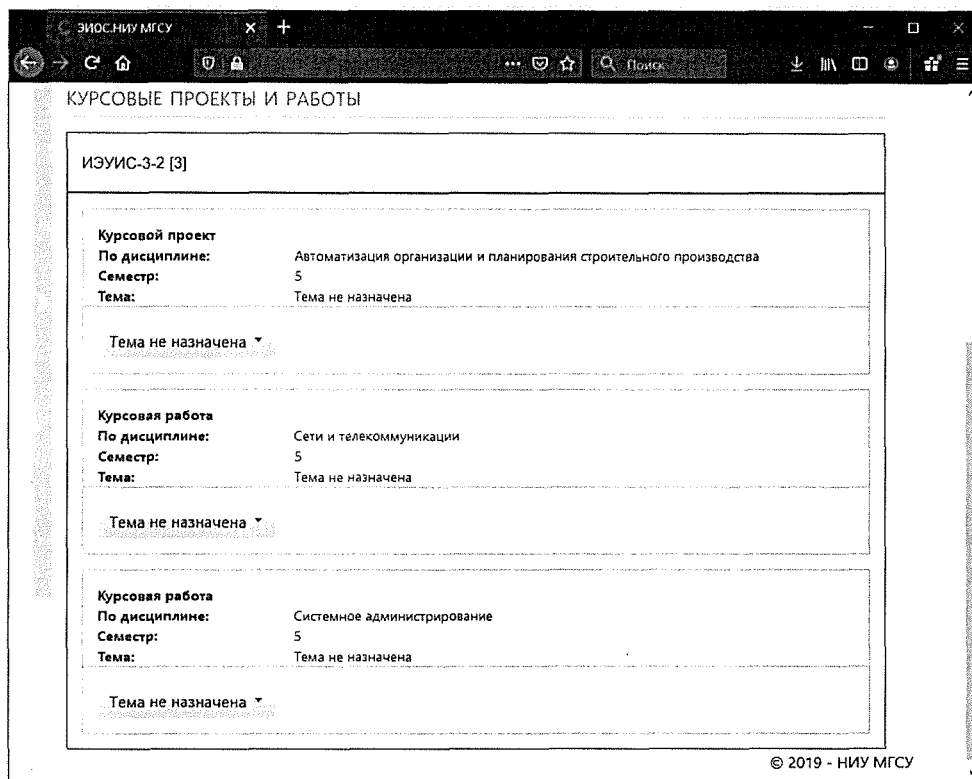 ЭИОС.НИУ МГСУ
Поиск
КУРСОВЫЕ ПРОЕКТЫ И РАБОТЫ
ИЭУИС-3-2 [3]
Курсовой проект
По дисциплине: Автоматизация организации и планирования строительного производства
Семестр: 5
Тема: Тема не назначена
Тема не назначена
Курсовая работа
По дисциплине: Сети и телекоммуникации
Семестр: 5
Тема: Тема не назначена
Тема не назначена
Курсовая работа
По дисциплине: Системное администрирование
Семестр: 5
Тема: Тема не назначена
Тема не назначена
© 2019 - НИУ МГСУ